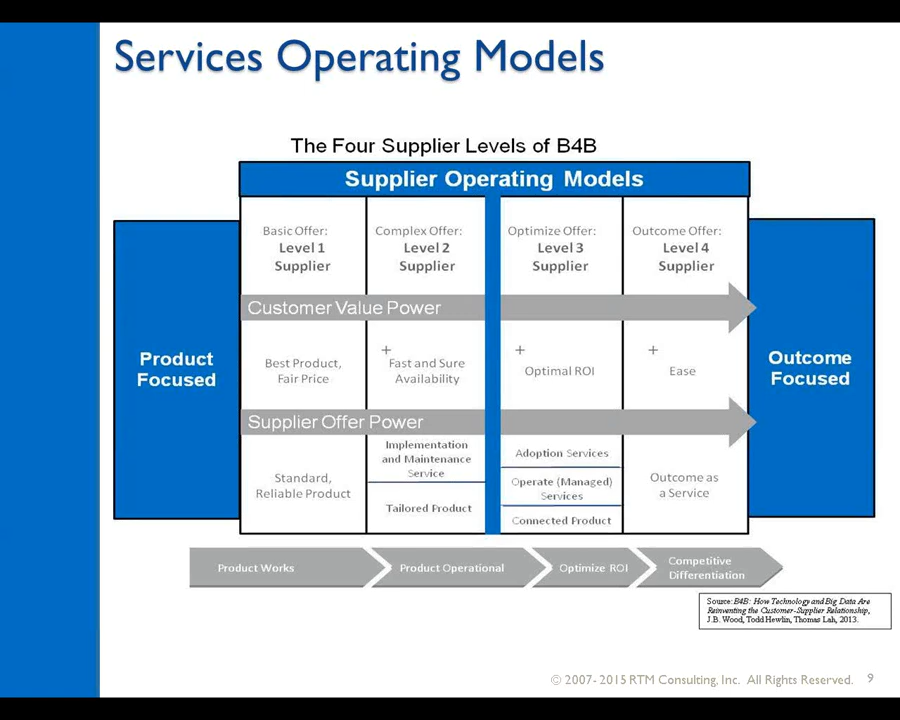 Services Operating Models
The Four Supplier Levels of B4B
Supplier Operating Models
Product
Focused
Basic Offer:
Level 1
Supplier
Complex Offer:
Level 2
Supplier
Optimize Offer:
Level 3
Supplier
Outcome Offer:
Level 4
Supplier
Outcome
Focused
Customer Value Power
Best Product,
Fair Price
+
Fast and Sure
Availability
+
Optimal ROI
+
Ease
Supplier Offer Power
Standard,
Reliable Product
Implementation
and Maintenance
Service
Tailored Product
Adoption Services
Operate (Managed)
Services
Connected Product
Outcome as
a Service
Product Works
Product Operational
Optimize ROI
Competitive
Differentiation
Source: B4B: How Technology and Big Data Are
Reinventing the Customer-Supplier Relationship,
J.B. Wood, Todd Hewlin, Thomas Lah, 2013.
© 2007- 2015 RTM Consulting, Inc. All Rights Reserved.
9